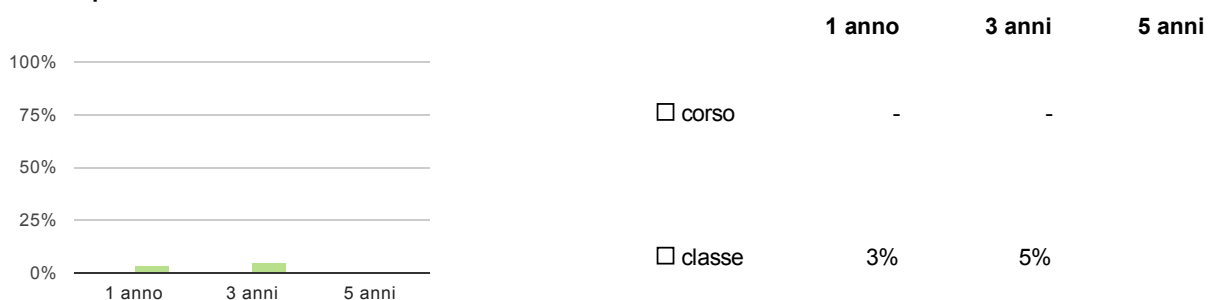 1 anno 3 anni 5 anni
100%
75%
50%
25%
0%
1 anno 3 anni 5 anni
☐ corso - -
☐ classe 3% 5%